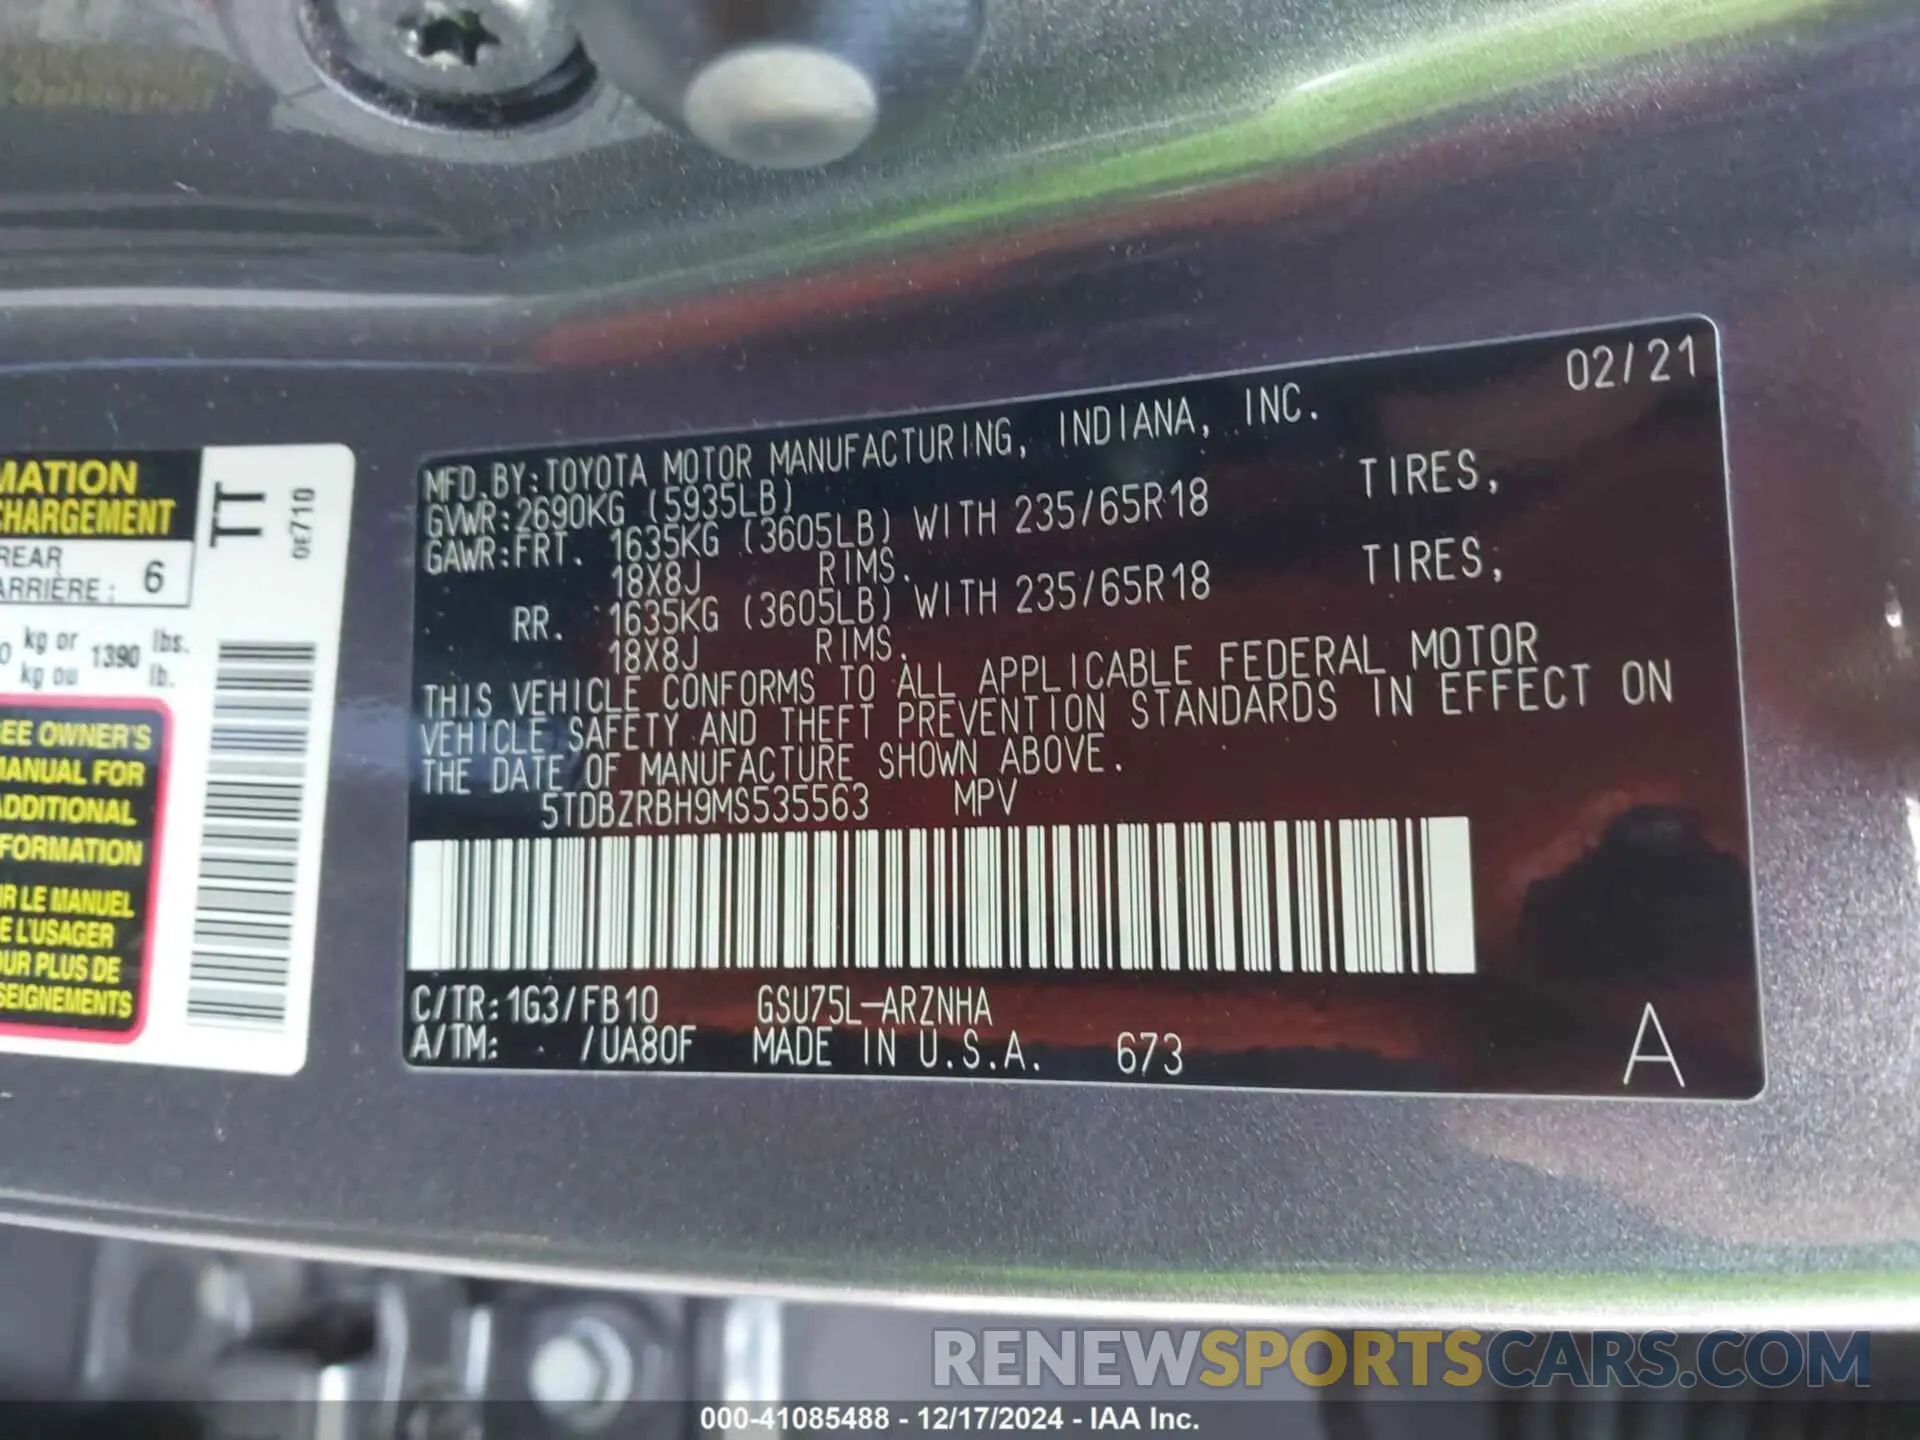 MATION
CHARGEMENT
REAR
ARRIÈRE : 6
0 kg or 1390 lbs.
kg ou lb.
EE OWNER'S
MANUAL FOR
ADDITIONAL
FORMATION
IR LE MANUEL
E L'USAGER
OUR PLUS DE
SEIGNEMENTS
TT
0E710
02/21
MFD.BY:TOYOTA MOTOR MANUFACTURING, INDIANA, INC.
GVWR:2690KG (5935LB)
GAWR:FRT. 1635KG (3605LB) WITH 235/65R18 TIRES,
18X8J RIMS.
RR. 1635KG (3605LB) WITH 235/65R18 TIRES,
18X8J RIMS.
THIS VEHICLE CONFORMS TO ALL APPLICABLE FEDERAL MOTOR
VEHICLE SAFETY AND THEFT PREVENTION STANDARDS IN EFFECT ON
THE DATE OF MANUFACTURE SHOWN ABOVE.
5TDBZRBH9MS535563 MPV
C/TR:1G3/FB10 GSU75L-ARZNHA
A/TM: - /UA80F MADE IN U.S.A. 673
A
RENEWSPORTSCARS.COM
000-41085488 - 12/17/2024 - IAA Inc.